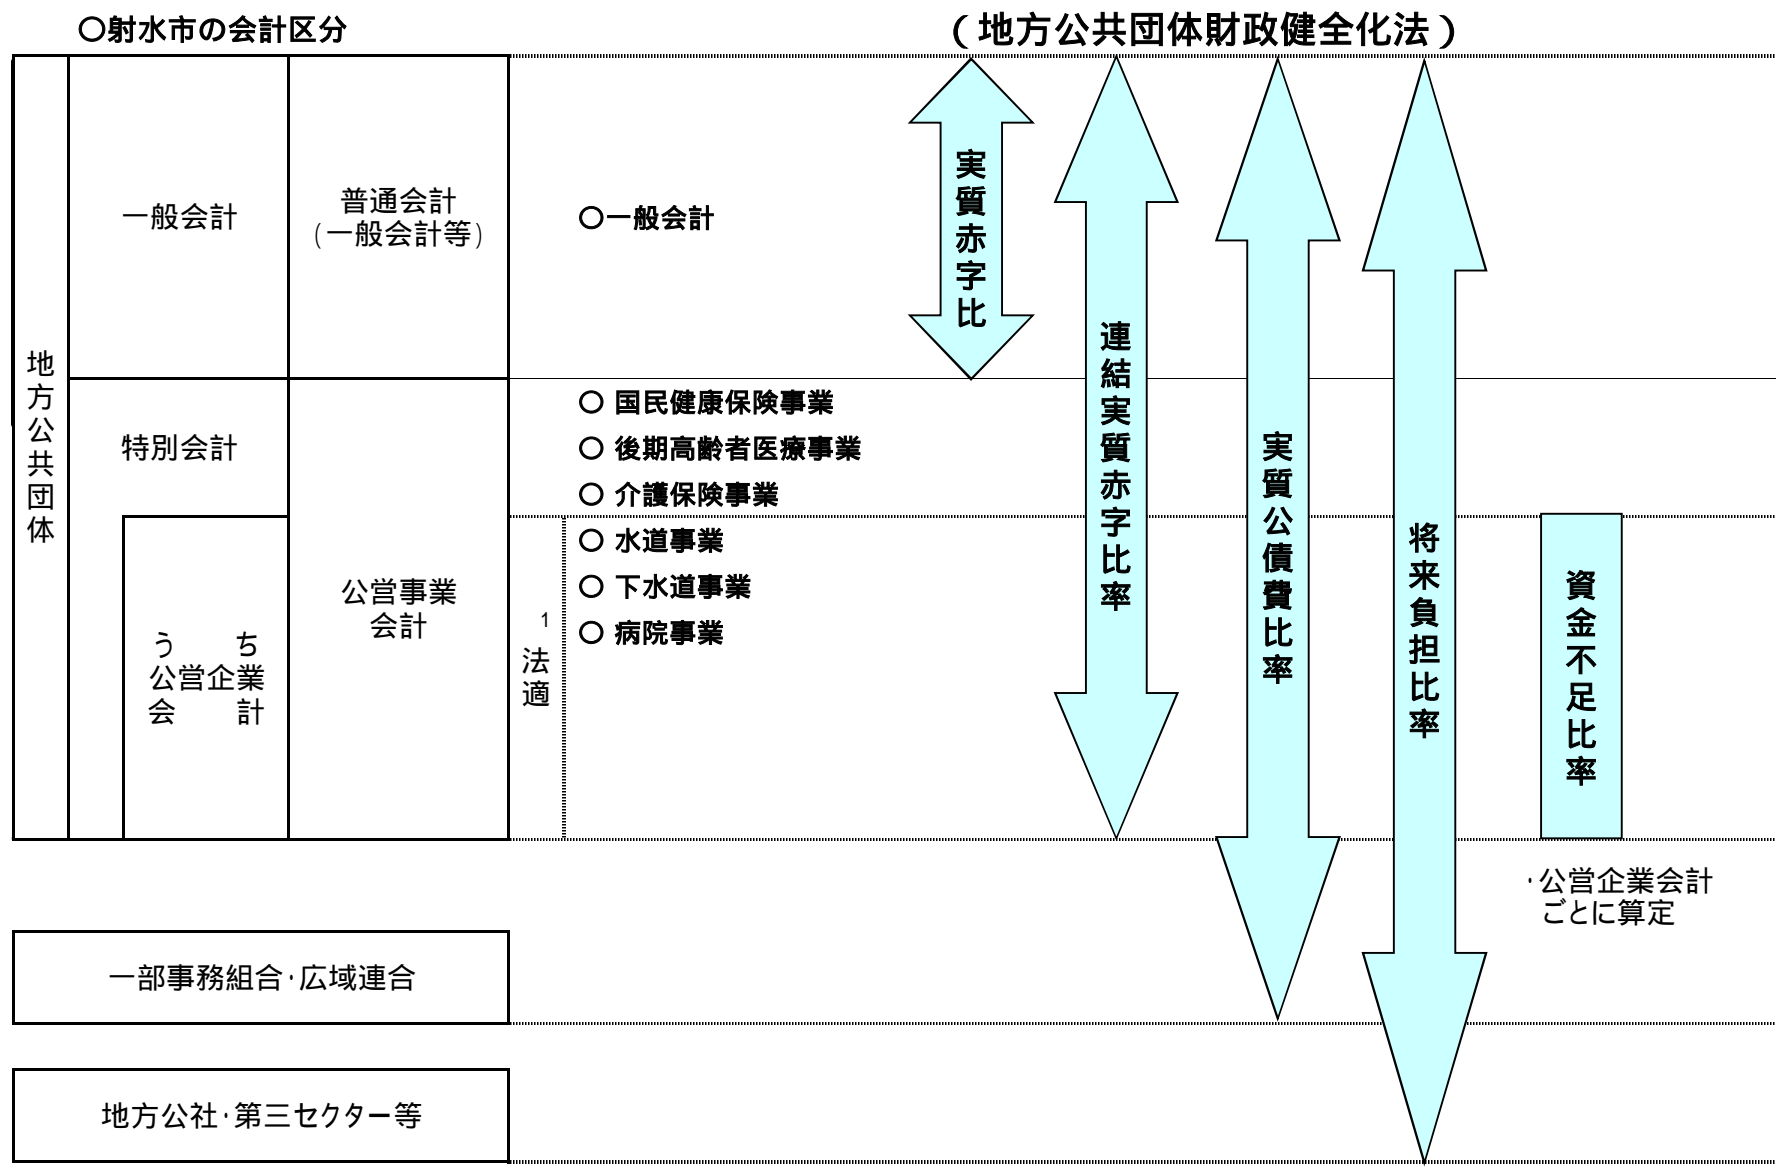 〇射水市の会計区分
（地方公共団体財政健全化法）
地方公共団体
一般会計
普通会計
（一般会計等）
〇一般会計
実質赤字比
連結実質赤字比率
実質公債費比率
将来負担比率
資金不足比率
特別会計
〇 国民健康保険事業
〇 後期高齢者医療事業
〇 介護保険事業
う　ち
公営企業
会　計
公営事業
会計
1
法適
〇 水道事業
〇 下水道事業
〇 病院事業
・公営企業会計
ごとに算定
一部事務組合・広域連合
地方公社・第三セクター等